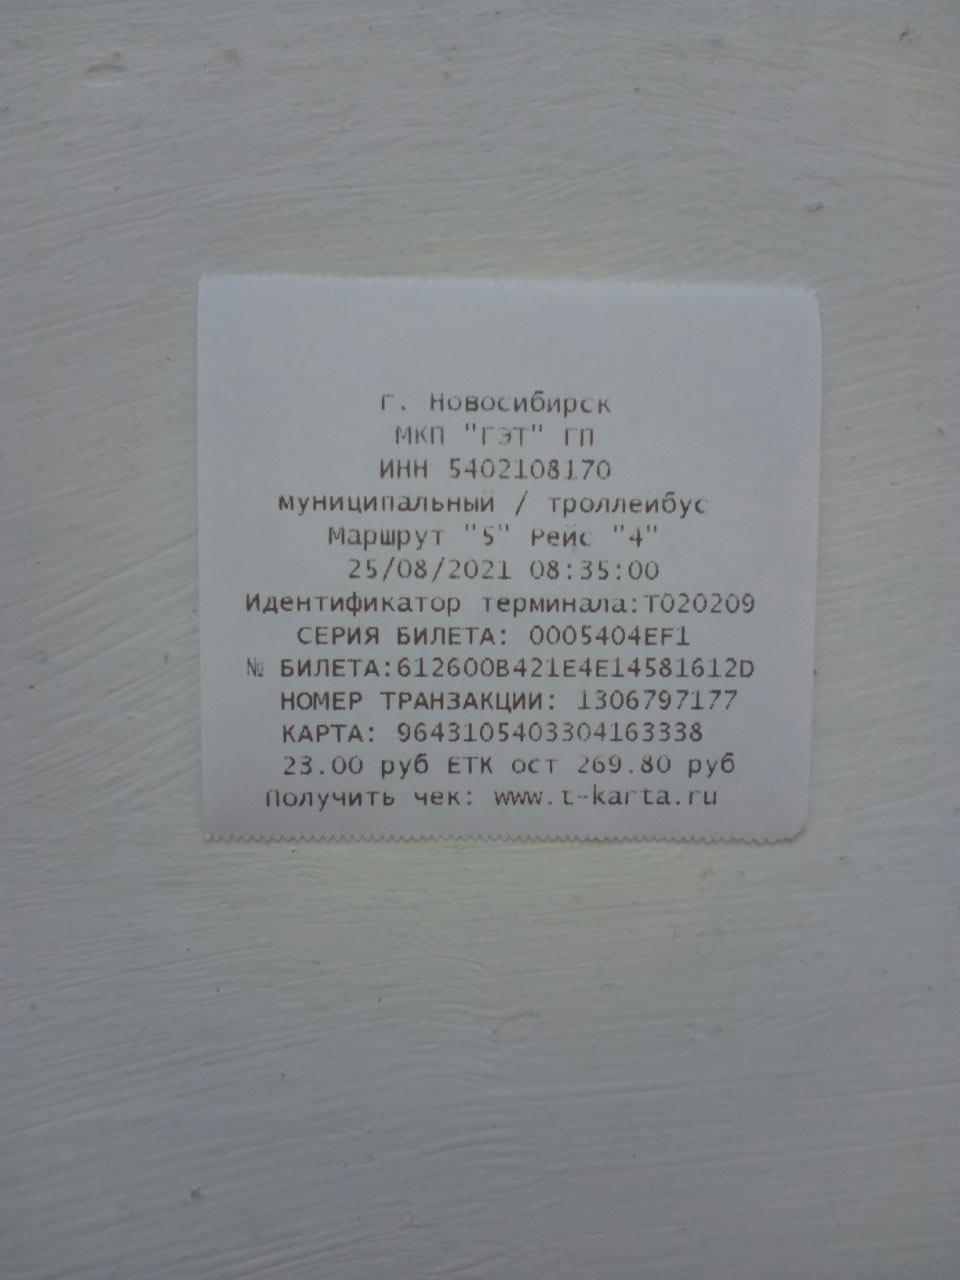 г. Новосибирск
МКП "ГЭТ" ГП
ИНН 5402108170
муниципальный / троллейбус
Маршрут "5" Рейс "4"
25/08/2021 08:35:00
Идентификатор терминала:T020209
СЕРИЯ БИЛЕТА: 0005404EF1
№ БИЛЕТА:612600B421E4E14581612D
НОМЕР ТРАНЗАКЦИИ: 1306797177
КАРТА: 9643105403304163338
23.00 руб ЕТК ост 269.80 руб
Получить чек: www.t-karta.ru